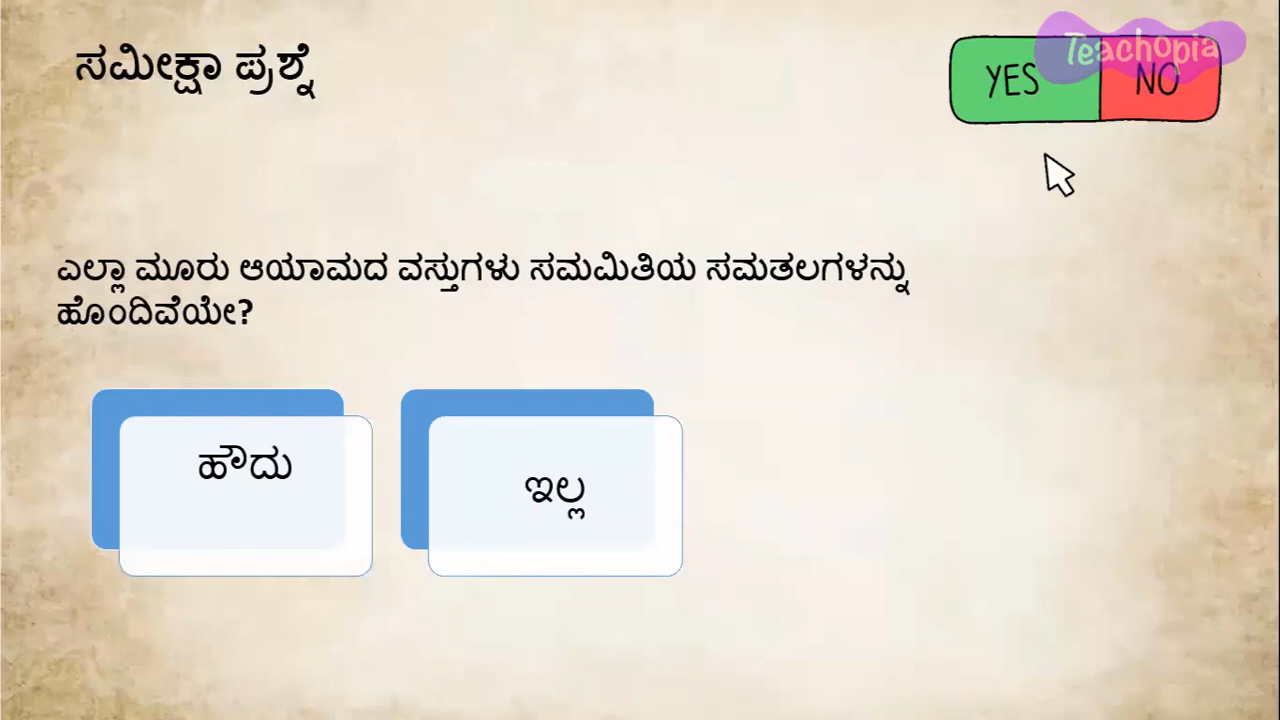 ಸಮೀಕ್ಷಾ ಪ್ರಶ್ನೆ
Teachopia
YES NO
ಎಲ್ಲಾ ಮೂರು ಆಯಾಮದ ವಸ್ತುಗಳು ಸಮಮಿತಿಯ ಸಮತಲಗಳನ್ನು
ಹೊಂದಿವೆಯೇ?
ಹೌದು
ಇಲ್ಲ